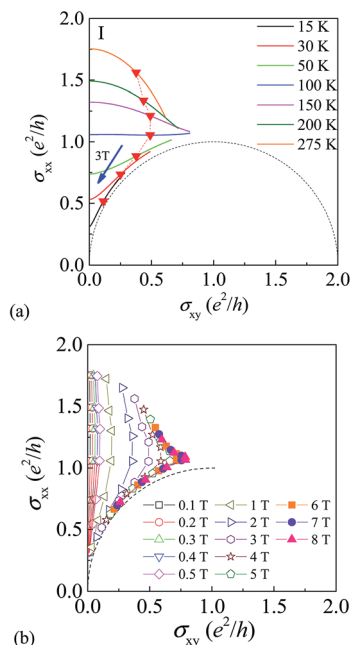 I
2.0
1.5
1.0
0.5
0.0
σxx (e²/h)
3T
15 K
30 K
50 K
100 K
150 K
200 K
275 K
0.0 0.5 1.0 1.5 2.0
σxy (e²/h)
(a)
2.0
1.5
1.0
0.5
0.0
σxx (e²/h)
0.1 T 1 T 6 T
0.2 T 2 T 7 T
0.3 T 3 T 8 T
0.4 T 4 T
0.5 T 5 T
0.0 0.5 1.0 1.5 2.0
σxy (e²/h)
(b)